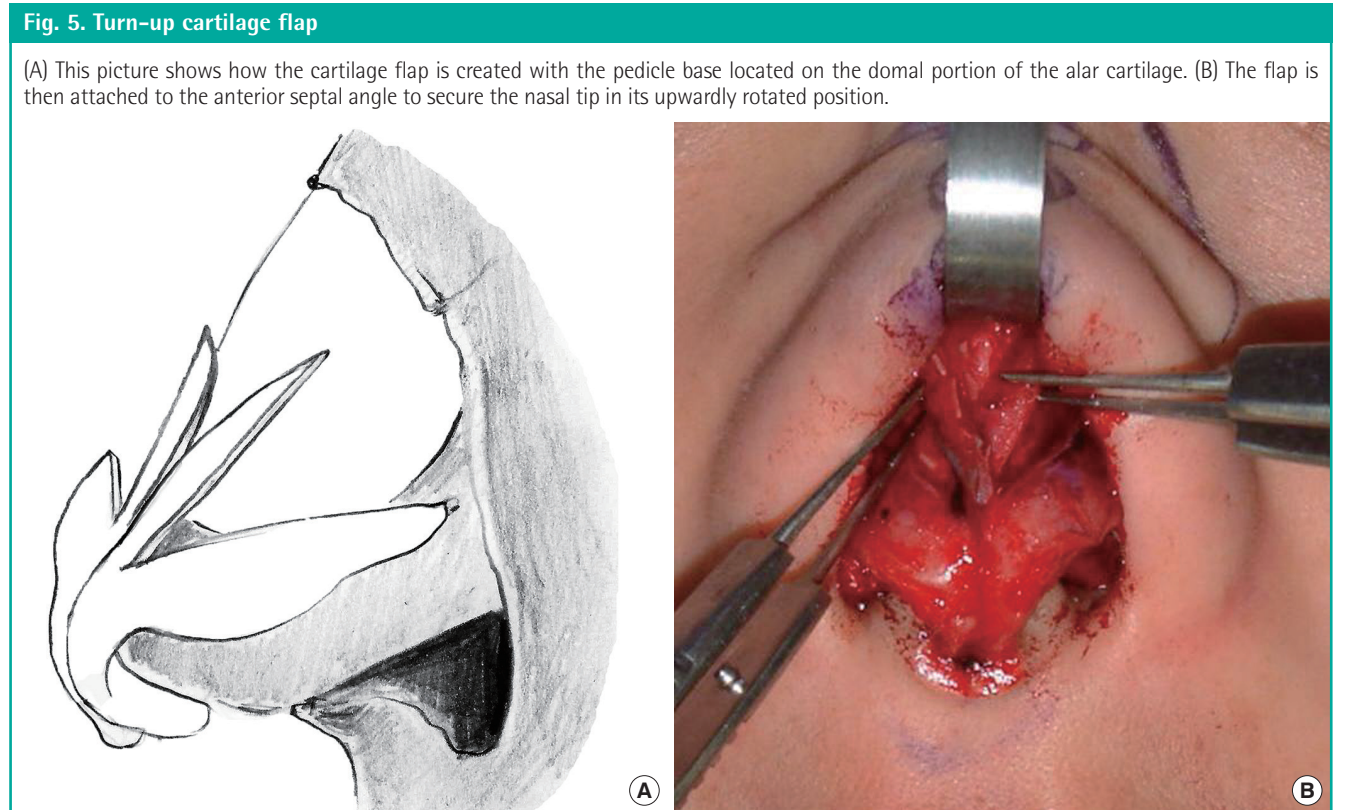 Fig. 5. Turn-up cartilage flap
(A) This picture shows how the cartilage flap is created with the pedicle base located on the domal portion of the alar cartilage. (B) The flap is
then attached to the anterior septal angle to secure the nasal tip in its upwardly rotated position.
A
B